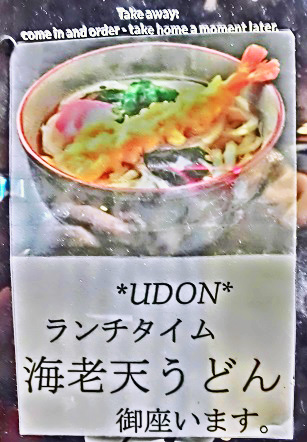 Take away:
come in and order - take home a moment later.
*UDON*
ランチタイム
海老天うどん
御座います。